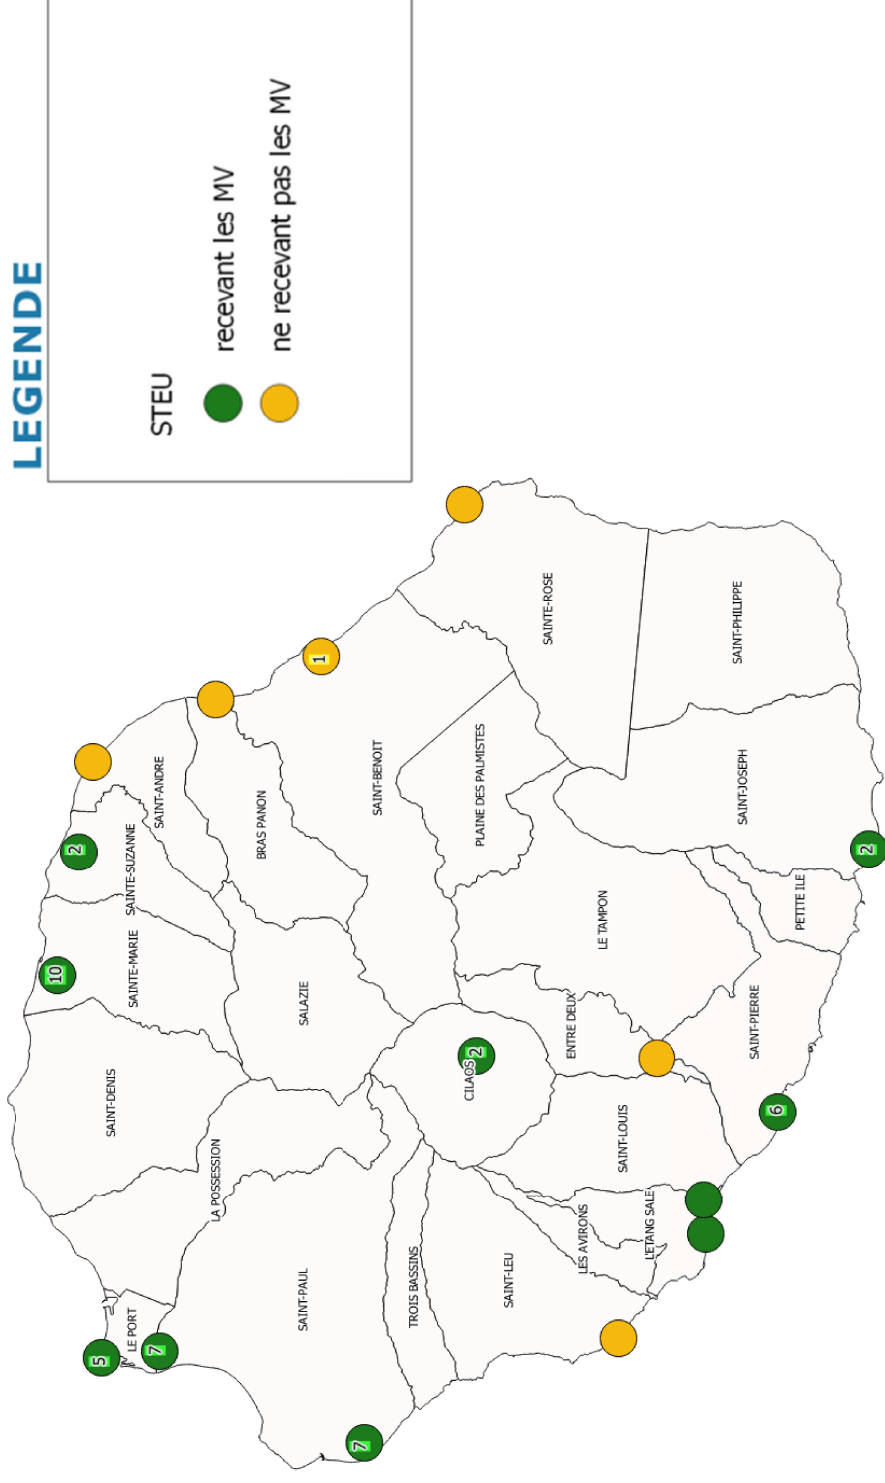 LEGENDE
STEU
recevant les MV
ne recevant pas les MV
5
LE PORT
7
7
SAINT-PAUL
LA POSSESSION
SAINT-DENIS
10
SAINTE-MARIE
2
SAINTE-SUZANNE
SAINT-ANDRE
BRAS PANON
SALAZIE
1
SAINT-BENOIT
PLAINE DES PALMISTES
SAINTE-ROSE
TROIS BASSINS
CILAOS
2
SAINT-LEU
LES AVIRONS
L'ETANG SALE
SAINT-LOUIS
ENTRE DEUX
LE TAMPON
6
SAINT-PIERRE
PETITE ILE
2
SAINT-JOSEPH
SAINT-PHILIPPE